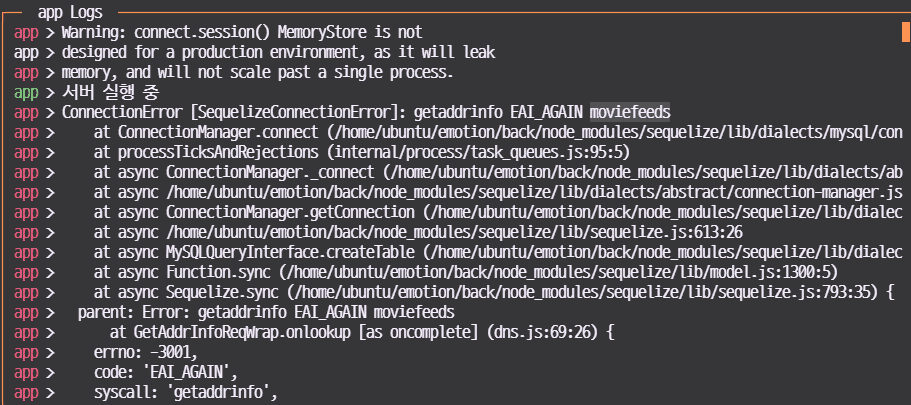 app Logs
app > Warning: connect.session() MemoryStore is not
app > designed for a production environment, as it will leak
app > memory, and will not scale past a single process.
app > 서버 실행 중
app > ConnectionError [SequelizeConnectionError]: getaddrinfo EAI_AGAIN moviefeeds
app >     at ConnectionManager.connect (/home/ubuntu/emotion/back/node_modules/sequelize/lib/dialects/mysql/con
app >     at processTicksAndRejections (internal/process/task_queues.js:95:5)
app >     at async ConnectionManager._connect (/home/ubuntu/emotion/back/node_modules/sequelize/lib/dialects/ab
app >     at async /home/ubuntu/emotion/back/node_modules/sequelize/lib/dialects/abstract/connection-manager.js
app >     at async ConnectionManager.getConnection (/home/ubuntu/emotion/back/node_modules/sequelize/lib/dialec
app >     at async /home/ubuntu/emotion/back/node_modules/sequelize/lib/sequelize.js:613:26
app >     at async MySQLQueryInterface.createTable (/home/ubuntu/emotion/back/node_modules/sequelize/lib/dialec
app >     at async Function.sync (/home/ubuntu/emotion/back/node_modules/sequelize/lib/model.js:1300:5)
app >     at async Sequelize.sync (/home/ubuntu/emotion/back/node_modules/sequelize/lib/sequelize.js:793:35) {
app >   parent: Error: getaddrinfo EAI_AGAIN moviefeeds
app >       at GetAddrInfoReqWrap.onlookup [as oncomplete] (dns.js:69:26) {
app >     errno: -3001,
app >     code: 'EAI_AGAIN',
app >     syscall: 'getaddrinfo',